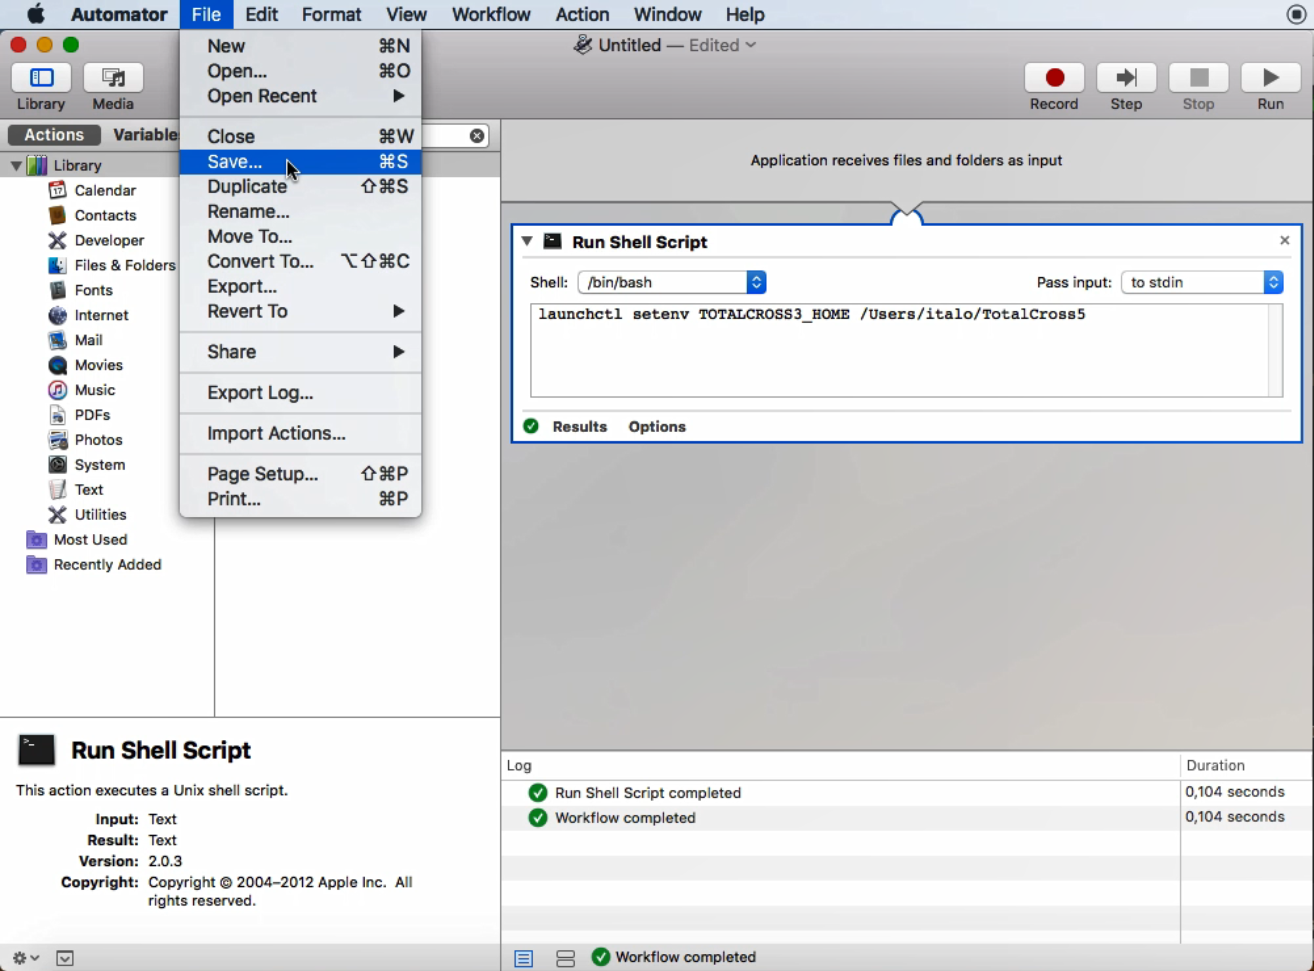 Automator File Edit Format View Workflow Action Window Help
Untitled — Edited
Library Media
Record Step Stop Run
Actions Variable
New ⌘N
Open... ⌘O
Open Recent ▶
Close ⌘W
Save... ⌘S
Duplicate ⇧⌘S
Rename...
Move To...
Convert To... ⌥⇧⌘C
Export...
Revert To ▶
Share ▶
Export Log...
Import Actions...
Page Setup... ⇧⌘P
Print... ⌘P
Library
17
Calendar
Contacts
Developer
Files & Folders
Fonts
Internet
Mail
Movies
Music
PDFs
Photos
System
Text
Utilities
Most Used
Recently Added
Application receives files and folders as input
Run Shell Script
Shell: /bin/bash Pass input: to stdin
launchctl setenv TOTALCROSS3_HOME /Users/italo/TotalCross5
Results Options
Run Shell Script
This action executes a Unix shell script.
Input: Text
Result: Text
Version: 2.0.3
Copyright: Copyright © 2004–2012 Apple Inc. All
rights reserved.
Log Duration
Run Shell Script completed 0,104 seconds
Workflow completed 0,104 seconds
Workflow completed